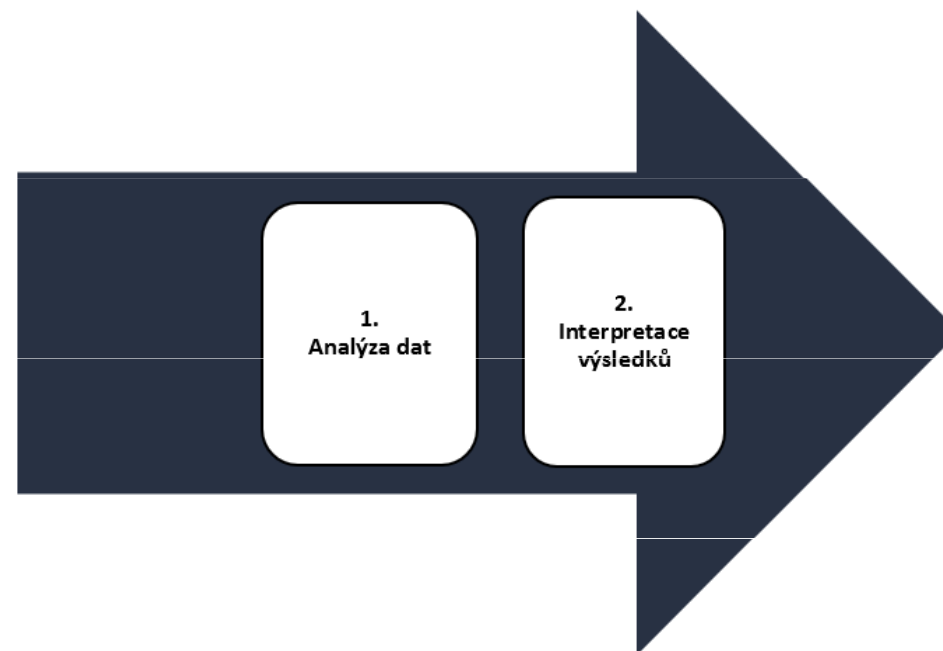 1.
Analýza dat
2.
Interpretace
výsledků